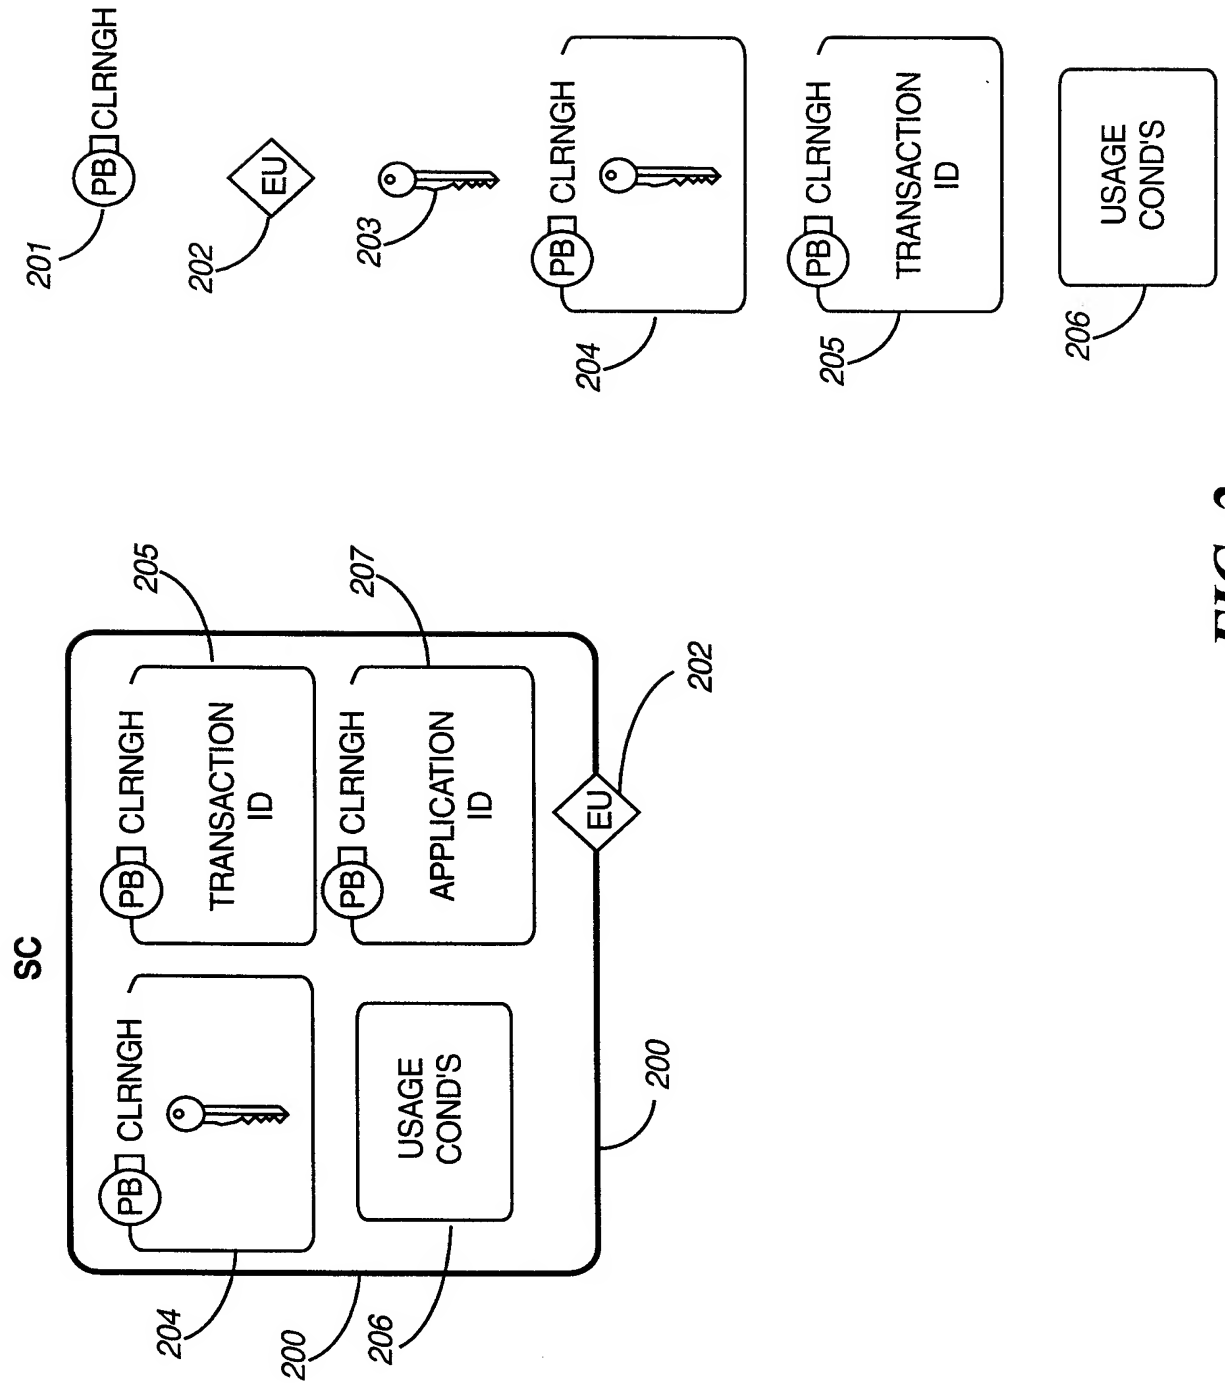 SC
204
PB CLRNGH
PB CLRNGH
TRANSACTION
ID
205
200
206
USAGE
COND'S
PB CLRNGH
APPLICATION
ID
207
200
EU
202
201
PB CLRNGH
202
EU
203
204
PB CLRNGH
205
PB CLRNGH
TRANSACTION
ID
206
USAGE
COND'S